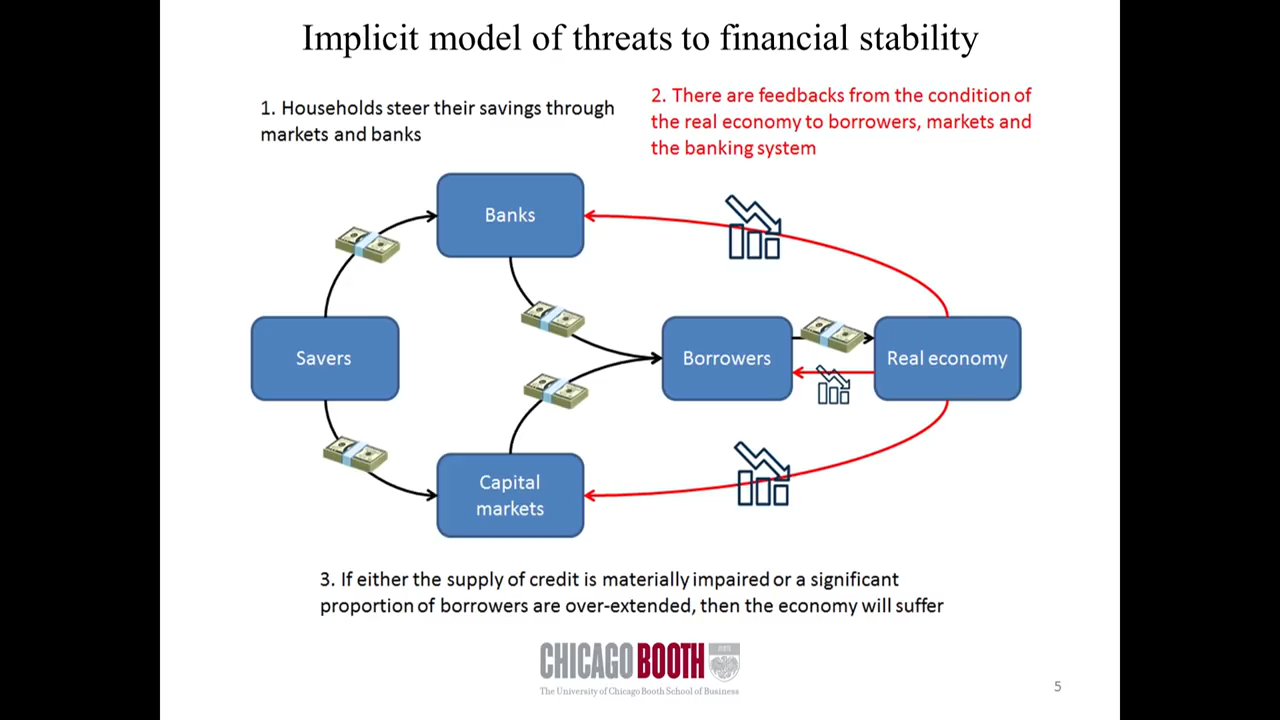 Implicit model of threats to financial stability
1. Households steer their savings through
markets and banks
2. There are feedbacks from the condition of
the real economy to borrowers, markets and
the banking system
Banks
Savers
Borrowers
Real economy
Capital
markets
3. If either the supply of credit is materially impaired or a significant
proportion of borrowers are over-extended, then the economy will suffer
CHICAGO BOOTH
The University of Chicago Booth School of Business
5